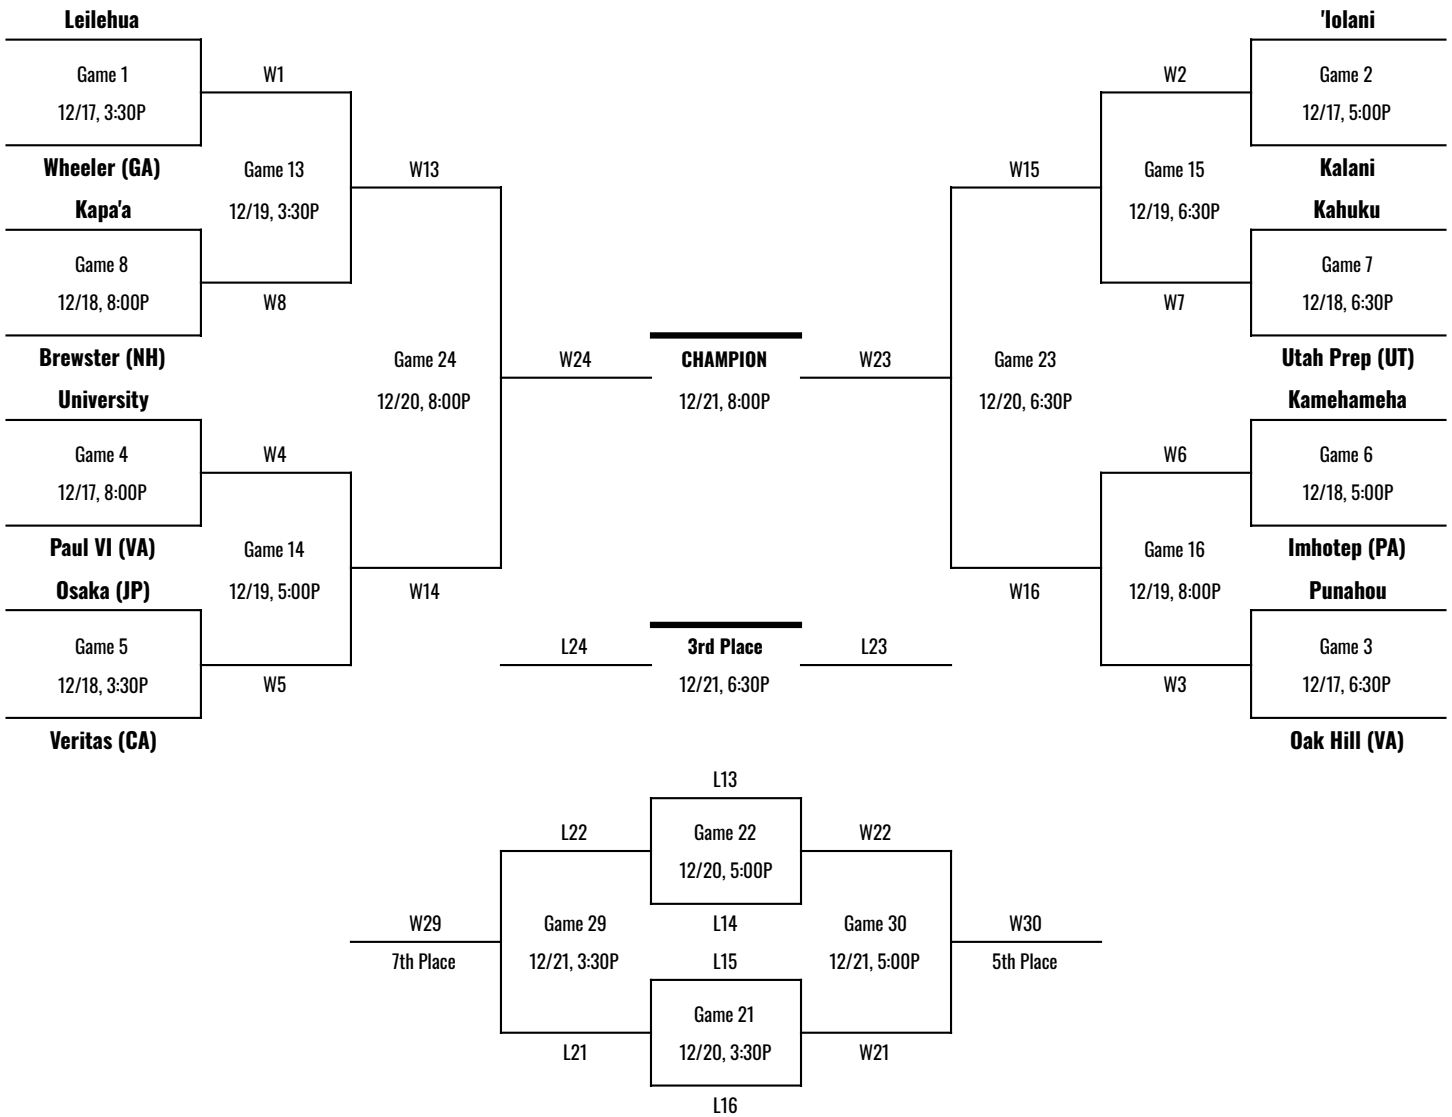 Leilehua
Game 1
12/17, 3:30P
Wheeler (GA)
W1
Kapa'a
Game 8
12/18, 8:00P
Brewster (NH)
W8
Game 13
12/19, 3:30P
W13
University
Game 4
12/17, 8:00P
Paul VI (VA)
W4
Osaka (JP)
Game 5
12/18, 3:30P
Veritas (CA)
W5
Game 14
12/19, 5:00P
W14
Game 24
12/20, 8:00P
W24
CHAMPION
12/21, 8:00P
W23
Game 23
12/20, 6:30P
'Iolani
Game 2
12/17, 5:00P
Kalani
W2
Kahuku
Game 7
12/18, 6:30P
Utah Prep (UT)
W7
Game 15
12/19, 6:30P
W15
Kamehameha
Game 6
12/18, 5:00P
Imhotep (PA)
W6
Punahou
Game 3
12/17, 6:30P
Oak Hill (VA)
W3
Game 16
12/19, 8:00P
W16
L24
3rd Place
12/21, 6:30P
L23
L13
Game 22
12/20, 5:00P
L14
L22
W22
L15
Game 21
12/20, 3:30P
L16
L21
W21
Game 29
12/21, 3:30P
W29
7th Place
Game 30
12/21, 5:00P
W30
5th Place